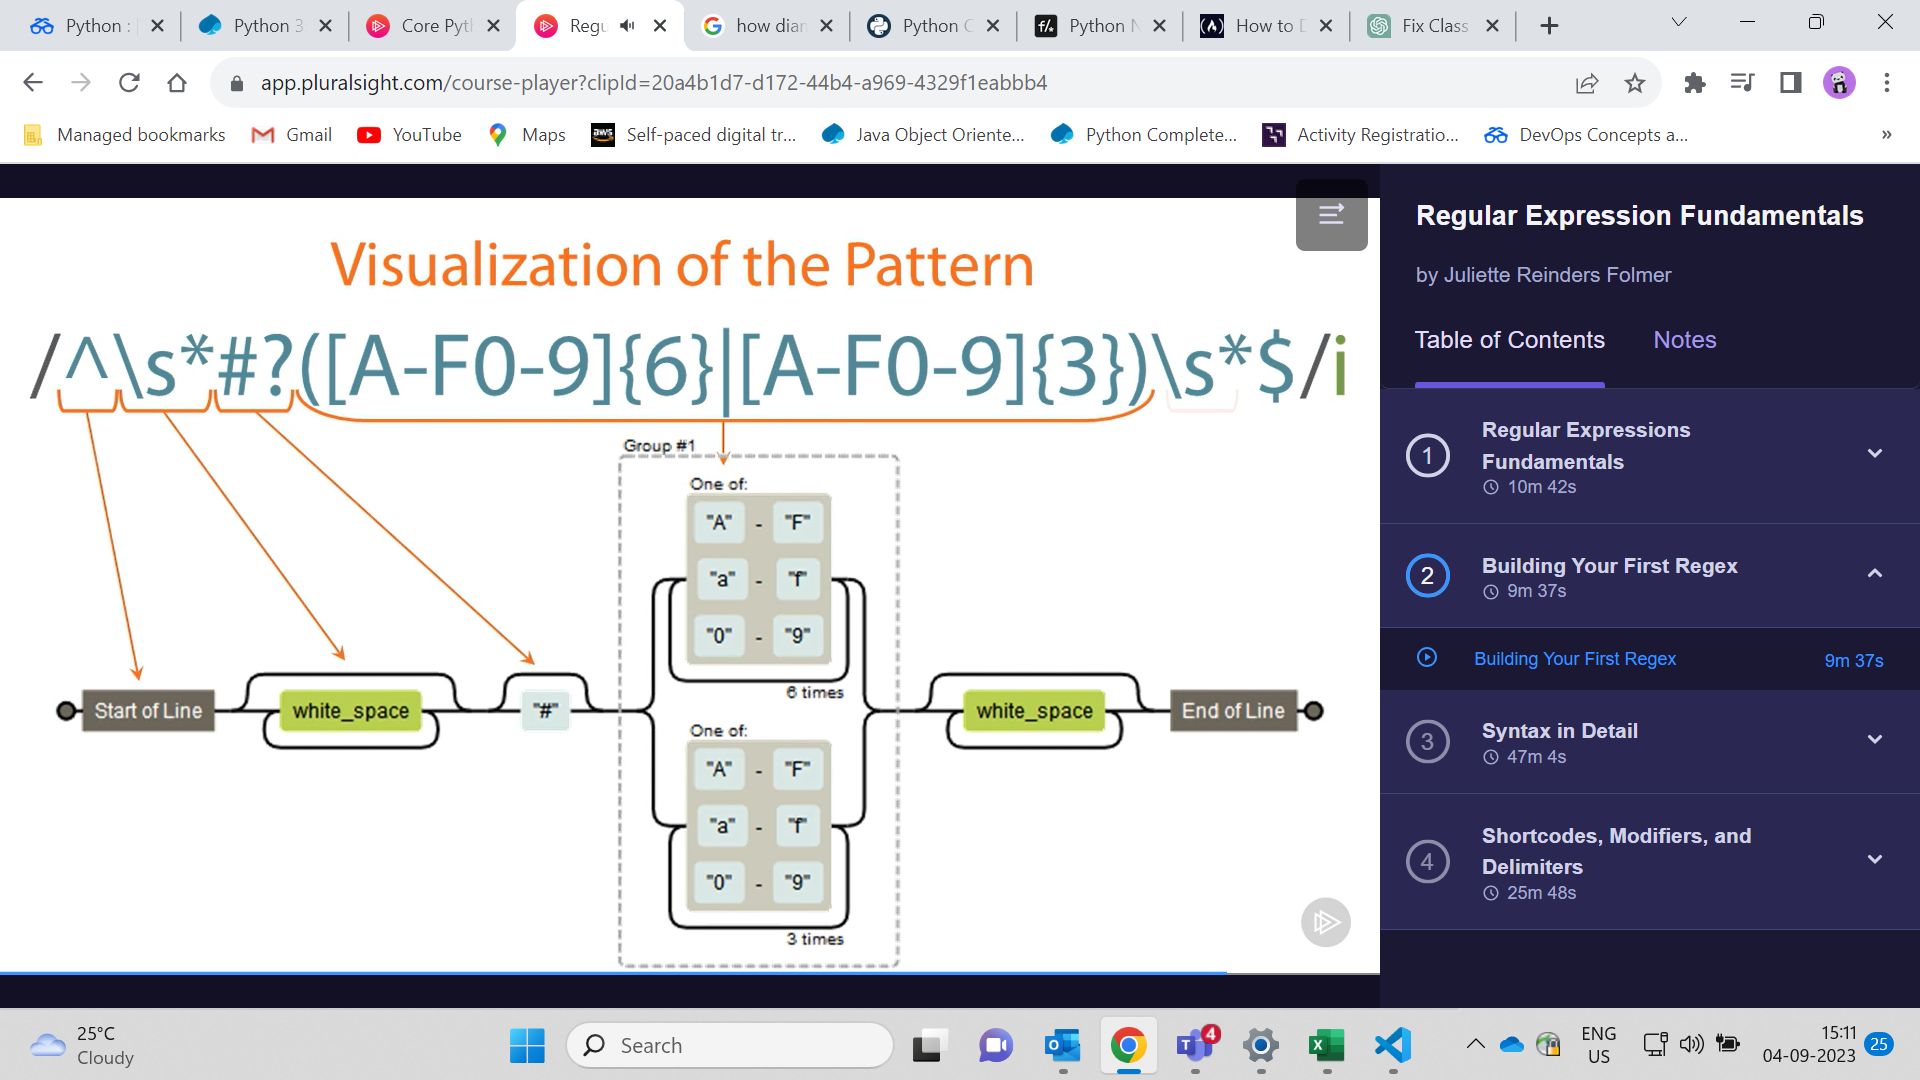 Python :
Python 3
Core Pyt
Regu
how dian
Python C
f/. Python N
(A) How to D
Fix Class
app.pluralsight.com/course-player?clipId=20a4b1d7-d172-44b4-a969-4329f1eabbb4
Managed bookmarks
Gmail
YouTube
Maps
aws Self-paced digital tr...
Java Object Oriente...
Python Complete...
Activity Registratio...
DevOps Concepts a...
»
Visualization of the Pattern
/^\s*#?([A-F0-9]{6}|[A-F0-9]{3})\s*$/i
Group #1
One of:
"A" - "F"
"a" - "f"
"0" - "9"
6 times
Start of Line
white_space
"#"
white_space
End of Line
One of:
"A" - "F"
"a" - "f"
"0" - "9"
3 times
Regular Expression Fundamentals
by Juliette Reinders Folmer
Table of Contents
Notes
1
Regular Expressions
Fundamentals
10m 42s
2
Building Your First Regex
9m 37s
Building Your First Regex
9m 37s
3
Syntax in Detail
47m 4s
4
Shortcodes, Modifiers, and
Delimiters
25m 48s
25°C
Cloudy
Search
4
ENG
US
15:11
04-09-2023
25